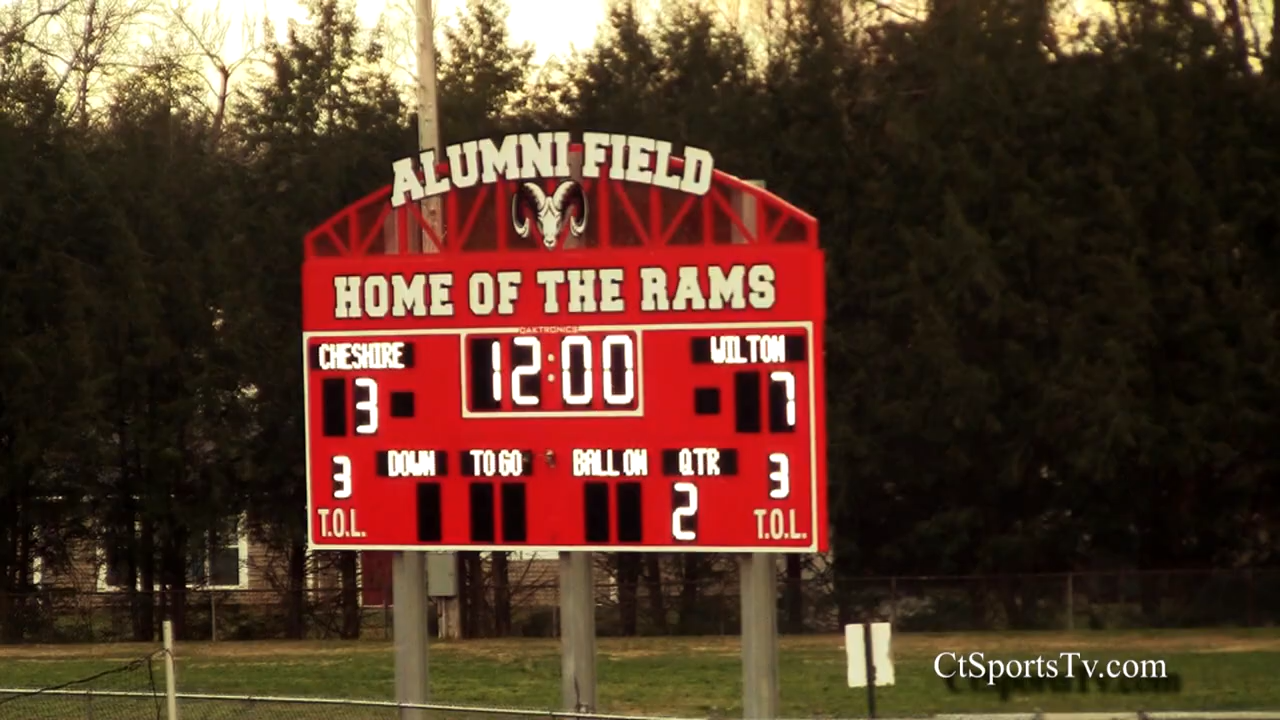 ALUMNI FIELD
HOME OF THE RAMS
DAKTRONICS
CHESHIRE 12:00 WILTON
3 7
DOWN TO GO BALL ON QTR
3 2 3
T.O.L. T.O.L.
CtSportsTv.com